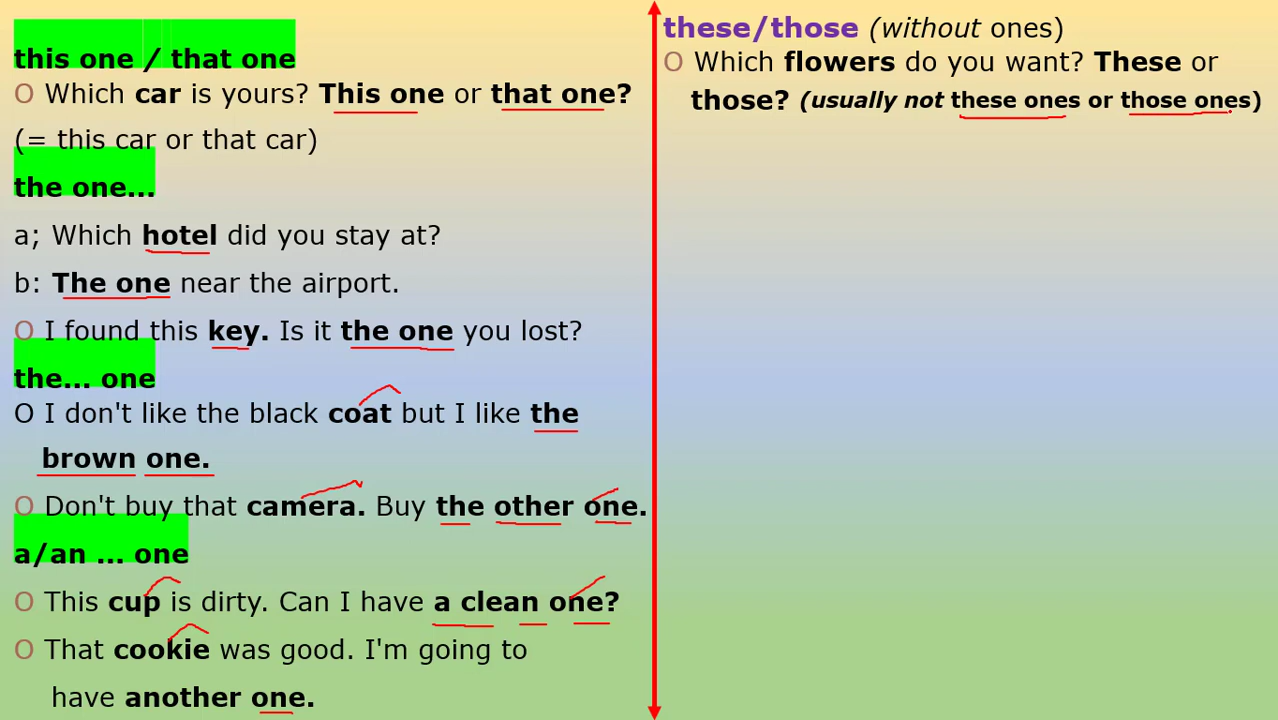 this one / that one
O Which car is yours? This one or that one?
(= this car or that car)
the one...
a; Which hotel did you stay at?
b: The one near the airport.
O I found this key. Is it the one you lost?
the... one
O I don't like the black coat but I like the
brown one.
O Don't buy that camera. Buy the other one.
a/an ... one
O This cup is dirty. Can I have a clean one?
O That cookie was good. I'm going to
have another one.
these/those (without ones)
O Which flowers do you want? These or
those? (usually not these ones or those ones)